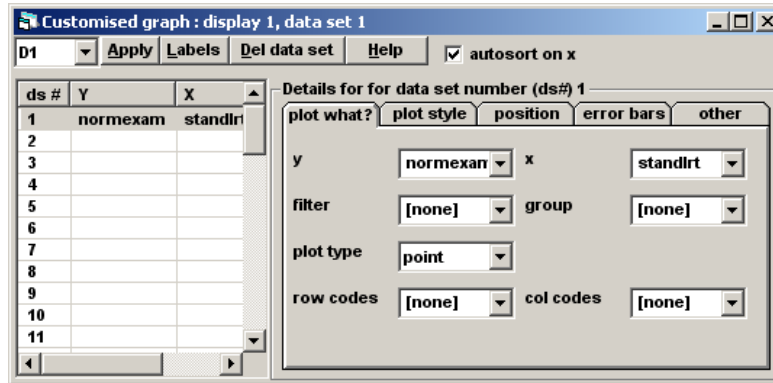 Customised graph : display 1, data set 1
D1 Apply Labels Del data set Help autosort on x
ds # Y X
1 normexam standlrt
2
3
4
5
6
7
8
9
10
11
Details for for data set number (ds#) 1
plot what? plot style position error bars other
y normexan x standlrt
filter [none] group [none]
plot type point
row codes [none] col codes [none]